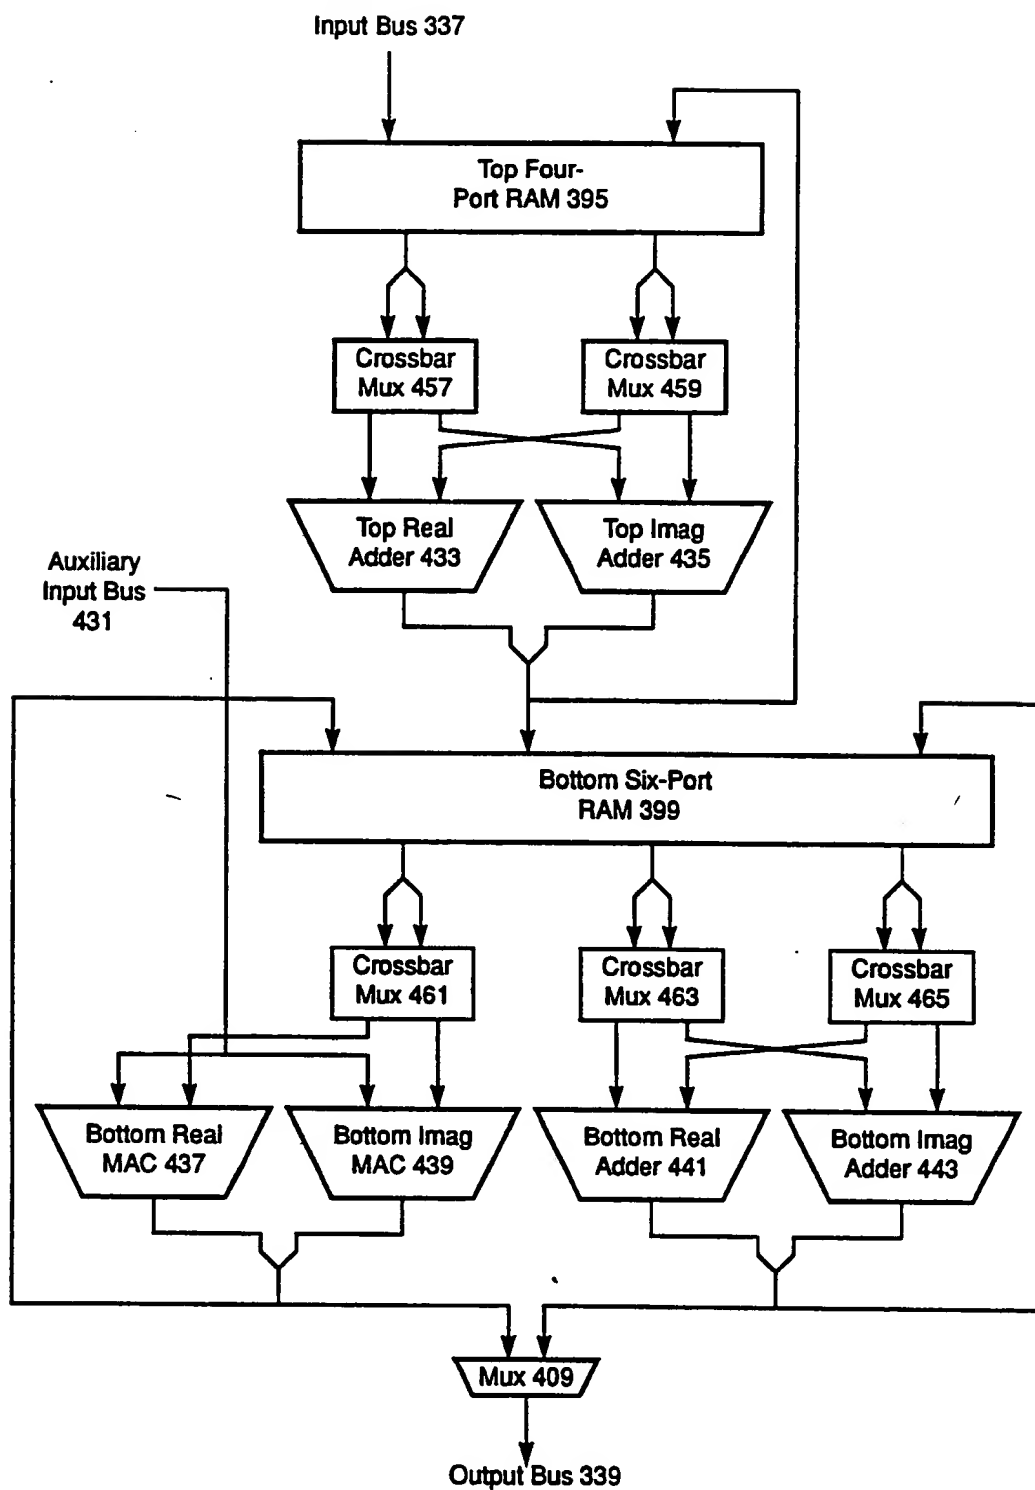 Input Bus 337
Top Four-
Port RAM 395
Crossbar
Mux 457
Crossbar
Mux 459
Top Real
Adder 433
Top Imag
Adder 435
Auxiliary
Input Bus
431
Bottom Six-Port
RAM 399
Crossbar
Mux 461
Crossbar
Mux 463
Crossbar
Mux 465
Bottom Real
MAC 437
Bottom Imag
MAC 439
Bottom Real
Adder 441
Bottom Imag
Adder 443
Mux 409
Output Bus 339